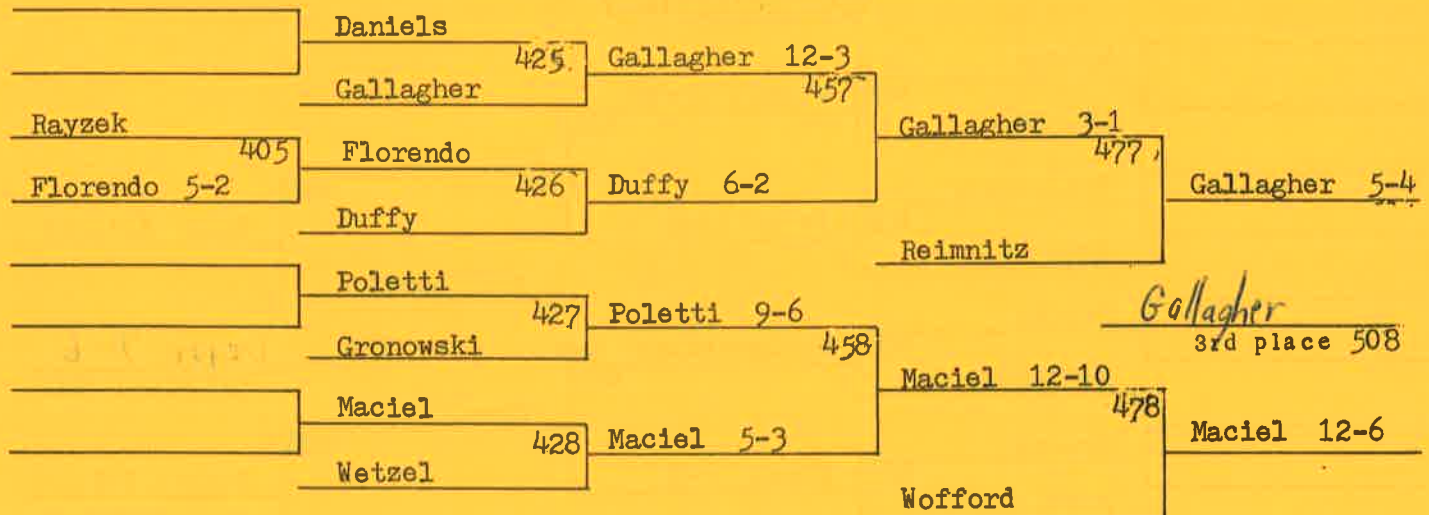 Daniels
425
Gallagher 12-3
457
Gallagher
Rayzek
405
Gallagher 3-1
477
Florendo
Florendo 5-2
426
Duffy 6-2
Gallagher 5-4
Duffy
Reimnitz
Poletti
427
Poletti 9-6
458
Gallagher
3rd place 508
Gronowski
Maciel 12-10
478
Maciel
428
Maciel 5-3
Maciel 12-6
Wetzel
Wofford